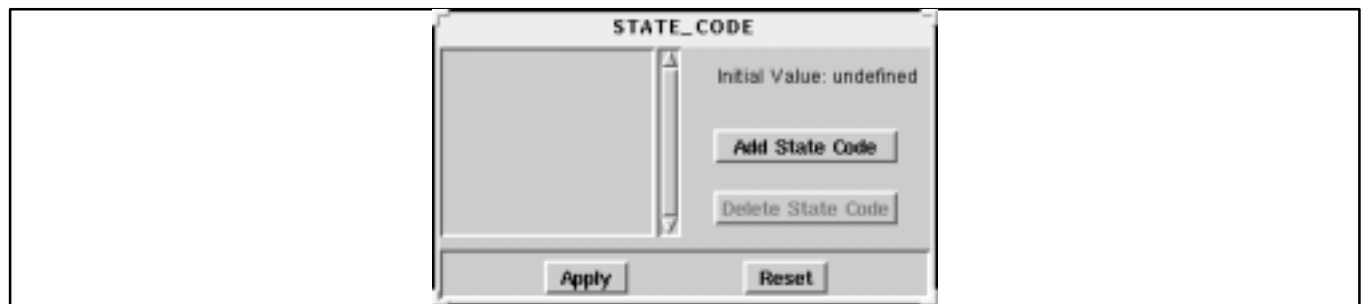 STATE_CODE
Initial Value: undefined
Add State Code
Delete State Code
Apply
Reset